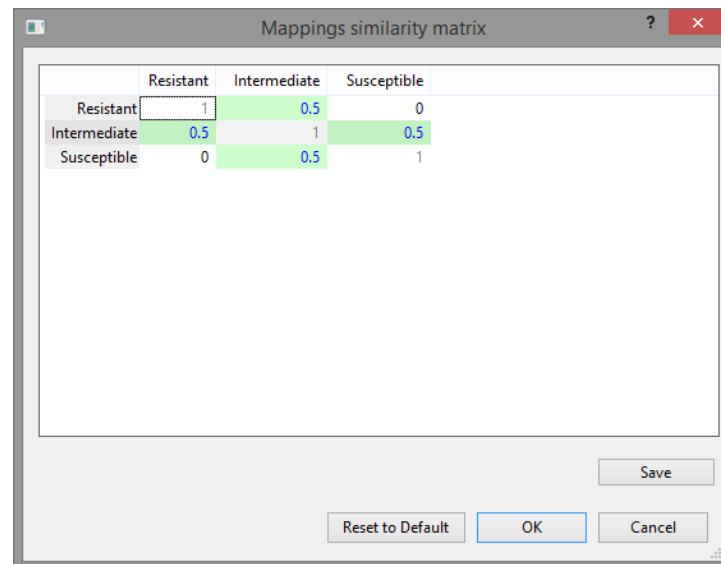 Mappings similarity matrix ?
Resistant Intermediate Susceptible
Resistant 1 0.5 0
Intermediate 0.5 1 0.5
Susceptible 0 0.5 1
Save
Reset to Default OK Cancel